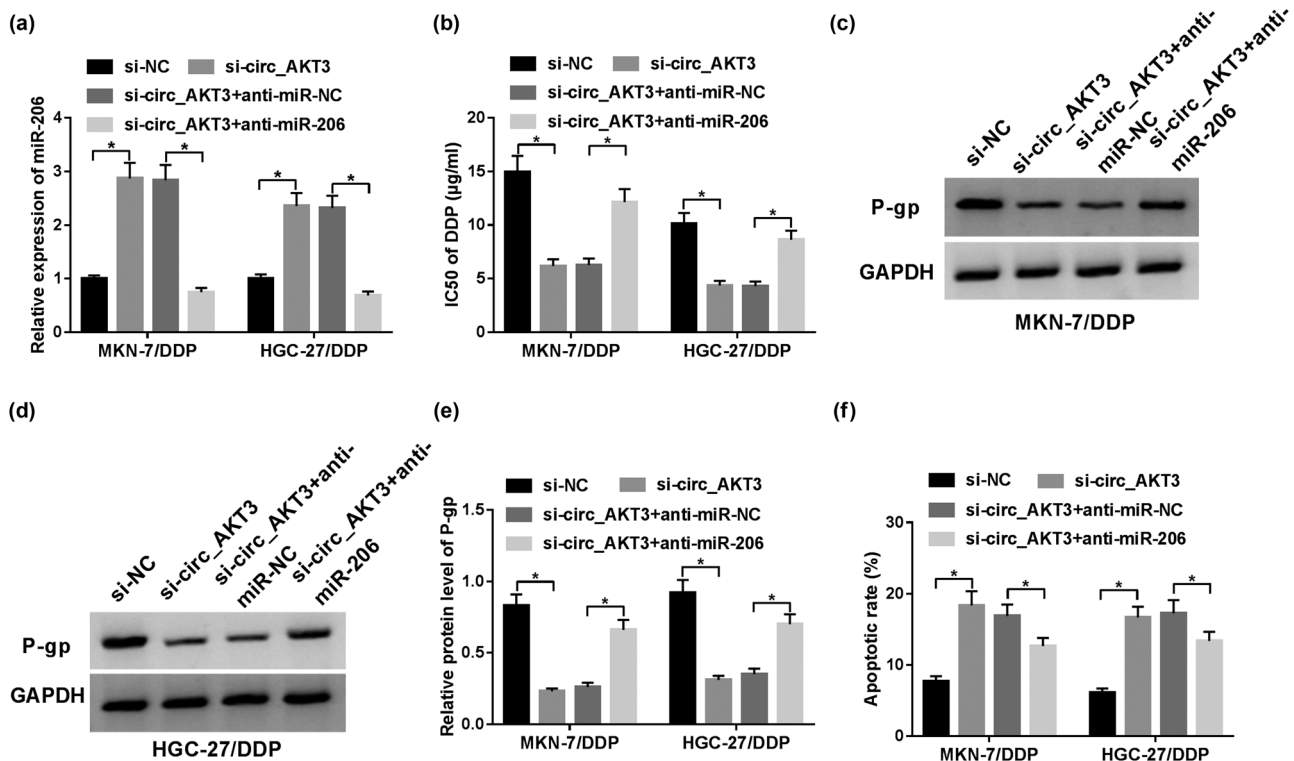 (a)
si-NC
si-circ_AKT3
si-circ_AKT3+anti-miR-NC
si-circ_AKT3+anti-miR-206
Relative expression of miR-206
4
3
2
1
0
*
*
*
*
MKN-7/DDP
HGC-27/DDP
(b)
si-NC
si-circ_AKT3
si-circ_AKT3+anti-miR-NC
si-circ_AKT3+anti-miR-206
IC50 of DDP (μg/ml)
20
15
10
5
0
*
*
*
*
MKN-7/DDP
HGC-27/DDP
(c)
si-NC
si-circ_AKT3
si-circ_AKT3+anti-
miR-NC
si-circ_AKT3+anti-
miR-206
P-gp
GAPDH
MKN-7/DDP
(d)
si-NC
si-circ_AKT3
si-circ_AKT3+anti-
miR-NC
si-circ_AKT3+anti-
miR-206
P-gp
GAPDH
HGC-27/DDP
(e)
si-NC
si-circ_AKT3
si-circ_AKT3+anti-miR-NC
si-circ_AKT3+anti-miR-206
Relative protein level of P-gp
1.5
1.0
0.5
0.0
*
*
*
*
MKN-7/DDP
HGC-27/DDP
(f)
si-NC
si-circ_AKT3
si-circ_AKT3+anti-miR-NC
si-circ_AKT3+anti-miR-206
Apoptotic rate (%)
30
20
10
0
*
*
*
*
MKN-7/DDP
HGC-27/DDP